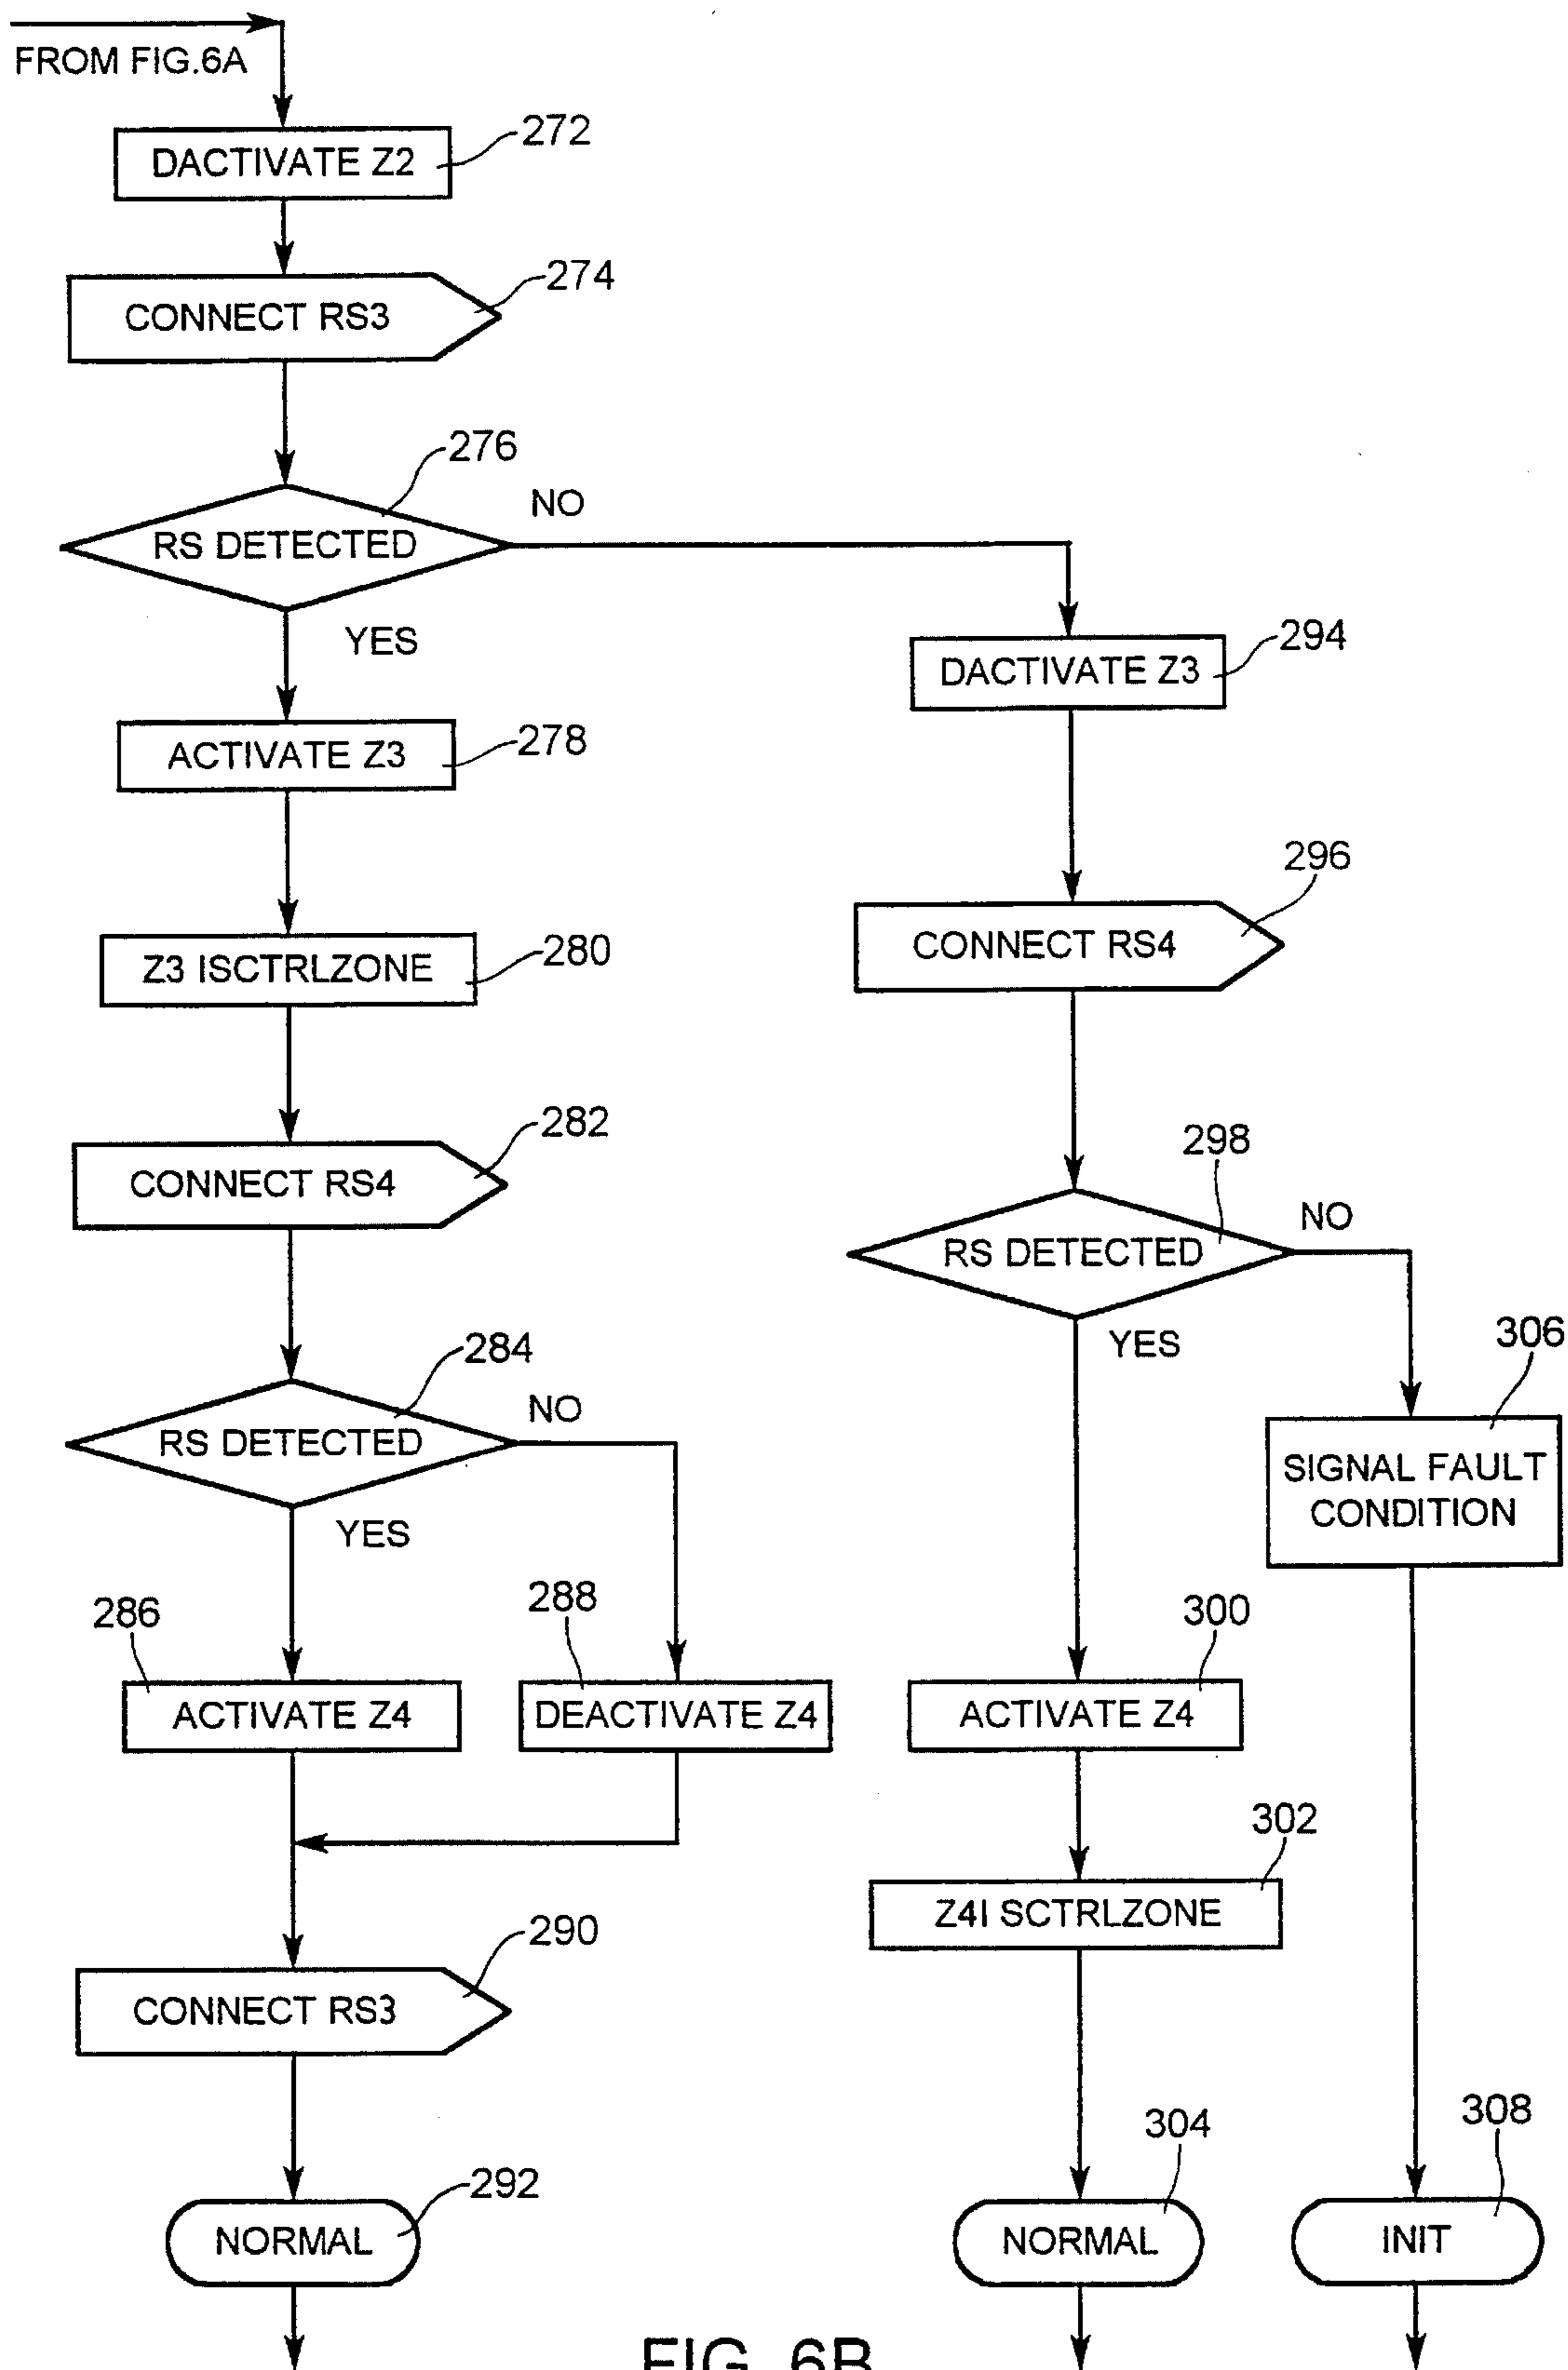 FROM FIG.6A
DACTIVATE Z2
272
CONNECT RS3
274
276
RS DETECTED
NO
YES
ACTIVATE Z3
278
Z3 ISCTRLZONE
280
CONNECT RS4
282
284
RS DETECTED
NO
YES
286
ACTIVATE Z4
288
DEACTIVATE Z4
CONNECT RS3
290
NORMAL
292
DACTIVATE Z3
294
CONNECT RS4
296
298
RS DETECTED
NO
YES
300
ACTIVATE Z4
302
Z4I SCTRLZONE
304
NORMAL
306
SIGNAL FAULT
CONDITION
308
INIT
FIG. 6B